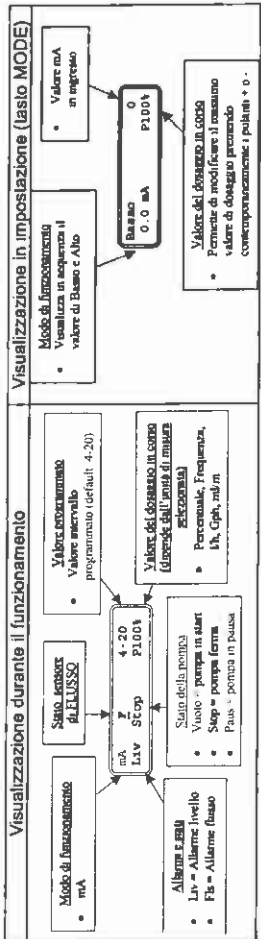 Visualizzazione durante il funzionamento
Modo di funzionamento
• mA
Stato sensore
di FLUSSO
Valore programmato
• Valore intervallo
programmato (default 4-20)
mA F 4-20
Liv Stop P100%
Allarme e stati
• Liv = Allarme livello
• Fls = Allarme flusso
Stato della pompa
• Vuoto = pompa in start
• Stop = pompa ferma
• Paus = pompa in pausa
Valore del dosaggio in corso
(dipende dall'unità di misura
selezionata)
• Percentuale, Frequenza,
l/h, Gph, ml/m
Visualizzazione in impostazione (tasto MODE)
Modo di funzionamento
• Visualizza in sequenza il
valore di Basso e Alto
• Valore mA
in ingresso
Basso 0
0.0 mA P100%
Valore del dosaggio in corso
• Permette di modificare il massimo
valore di dosaggio premendo
contemporaneamente i pulsanti + o -